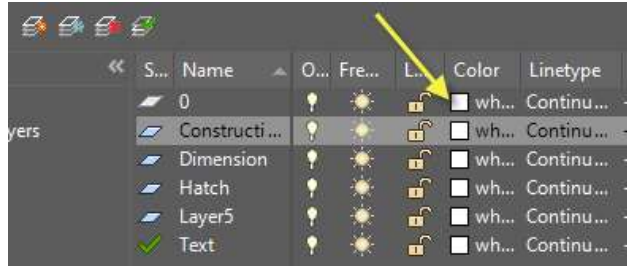 « S... Name O... Fre... L... Color Linetype
0 wh... Continu...
yers Constructi... wh... Continu...
Dimension wh... Continu...
Hatch wh... Continu...
Layer5 wh... Continu...
Text wh... Continu...